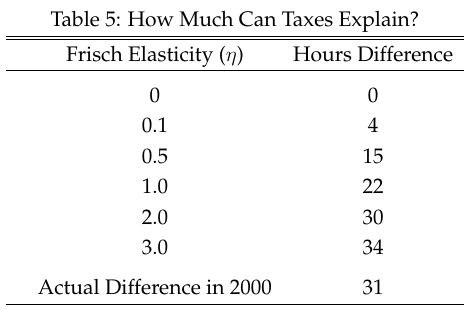 Table 5: How Much Can Taxes Explain?
Frisch Elasticity (η) Hours Difference
0 0
0.1 4
0.5 15
1.0 22
2.0 30
3.0 34
Actual Difference in 2000 31